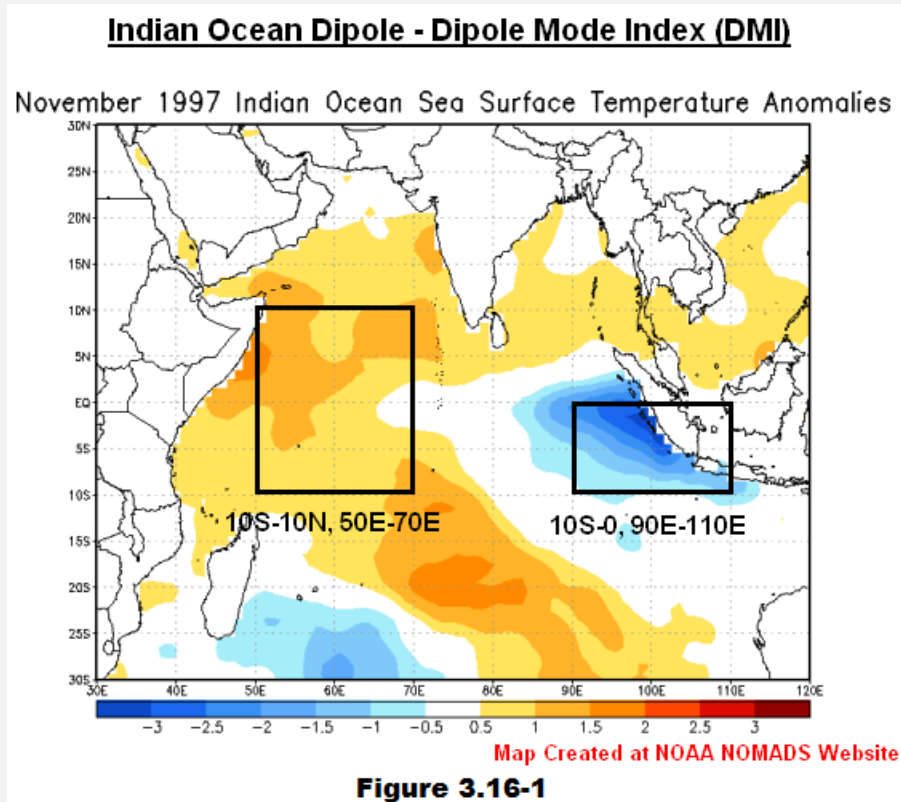 Indian Ocean Dipole - Dipole Mode Index (DMI)
November 1997 Indian Ocean Sea Surface Temperature Anomalies
30N
25N
20N
15N
10N
5N
EQ
5S
10S
15S
20S
25S
30S
10S-10N, 50E-70E
10S-0, 90E-110E
30E 40E 50E 60E 70E 80E 90E 100E 110E 120E
-3 -2.5 -2 -1.5 -1 -0.5 0.5 1 1.5 2 2.5 3
Map Created at NOAA NOMADS Website
Figure 3.16-1